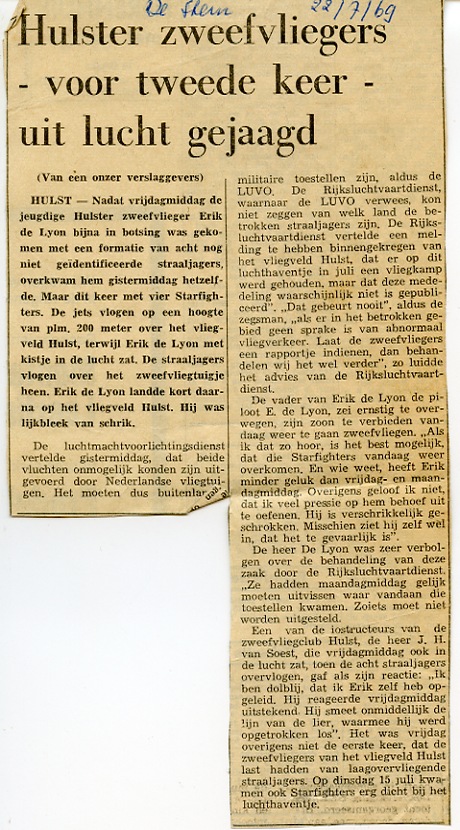 De Stem 22/7/69
Hulster zweefvliegers
- voor tweede keer -
uit lucht gejaagd
(Van één onzer verslaggevers)
HULST — Nadat vrijdagmiddag de
jeugdige Hulster zweefvlieger Erik
de Lyon bijna in botsing was geko-
men met een formatie van acht nog
niet geïdentificeerde straaljagers,
overkwam hem gistermiddag hetzelf-
de. Maar dit keer met vier Starfigh-
ters. De jets vlogen op een hoogte
van plm. 200 meter over het vlieg-
veld Hulst, terwijl Erik de Lyon met
kistje in de lucht zat. De straaljagers
vlogen over het zweefvliegtuigje
heen. Erik de Lyon landde kort daar-
na op het vliegveld Hulst. Hij was
lijkbleek van schrik.
De luchtmachtvoorlichtingsdienst
vertelde gistermiddag, dat beide
vluchten onmogelijk konden zijn uit-
gevoerd door Nederlandse vliegtui-
gen. Het moeten dus buitenlandse
militaire toestellen zijn, aldus de
LUVO. De Rijksluchtvaartdienst,
waarnaar de LUVO verwees, kon
niet zeggen van welk land de be-
trokken straaljagers zijn. De Rijks-
luchtvaartdienst vertelde een mel-
ding te hebben binnengekregen van
het vliegveld Hulst, dat er op dit
luchthaventje in juli een vliegkamp
werd gehouden, maar dat deze mede-
deling waarschijnlijk niet is gepubli-
ceerd". „Dat gebeurt nooit", aldus de
zegsman, „als er in het betrokken ge-
bied geen sprake is van abnormaal
vliegverkeer. Laat de zweefvliegers
een rapportje indienen, dan behan-
delen wij het wel verder", zo luidde
het advies van de Rijksluchtvaart-
dienst.
De vader van Erik de Lyon de pi-
loot E. de Lyon, zei ernstig te over-
wegen, zijn zoon te verbieden van-
daag weer te gaan zweefvliegen. „Als
ik dat zo hoor, is het best mogelijk,
dat die Starfighters vandaag weer
overkomen. En wie weet, heeft Erik
minder geluk dan vrijdag- en maan-
dagmiddag. Overigens geloof ik niet,
dat ik veel pressie op hem behoef uit
te oefenen. Hij is verschrikkelijk ge-
schrokken. Misschien ziet hij zelf wel
in, dat het te gevaarlijk is".
De heer De Lyon was zeer verbol-
gen over de behandeling van deze
zaak door de Rijksluchtvaartdienst.
„Ze hadden maandagmiddag gelijk
moeten uitvissen waar vandaan die
toestellen kwamen. Zoiets moet niet
worden uitgesteld.
Een van de iostructeurs van de
zweefvliegclub Hulst, de heer J. H.
van Soest, die vrijdagmiddag ook in
de lucht zat, toen de acht straaljagers
overvlogen, gaf als zijn reactie: „Ik
ben dolblij, dat ik Erik zelf heb op-
geleid. Hij reageerde vrijdagmiddag
uitstekend. Hij smeet onmiddellijk de
lijn van de lier, waarmee hij werd
opgetrokken los". Het was vrijdag
overigens niet de eerste keer, dat de
zweefvliegers van het vliegveld Hulst
last hadden van laagovervliegende
straaljagers. Op dinsdag 15 juli kwa-
men ook Starfighters erg dicht bij het
luchthaventje.